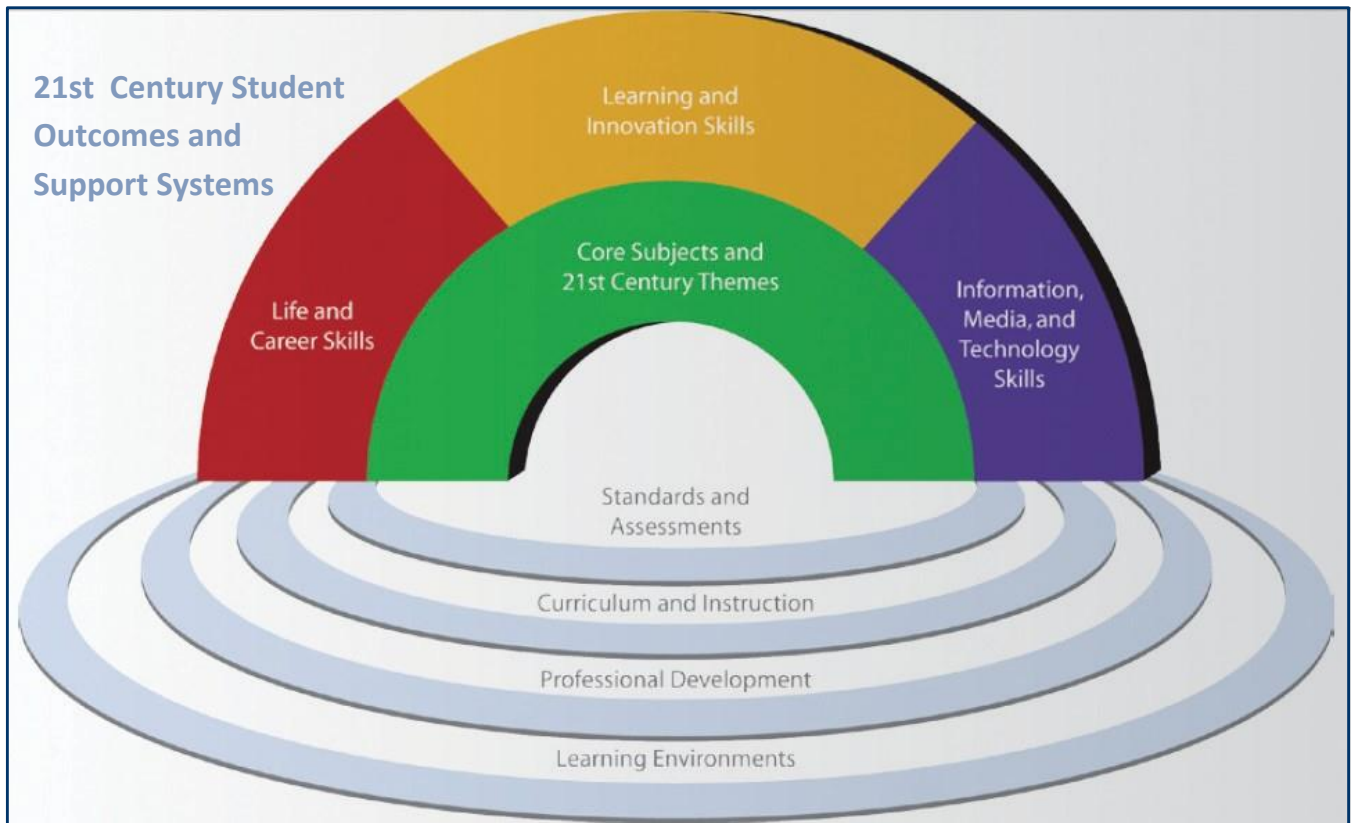 21st Century Student
Outcomes and
Support Systems
Learning and
Innovation Skills
Core Subjects and
21st Century Themes
Life and
Career Skills
Information,
Media, and
Technology
Skills
Standards and
Assessments
Curriculum and Instruction
Professional Development
Learning Environments